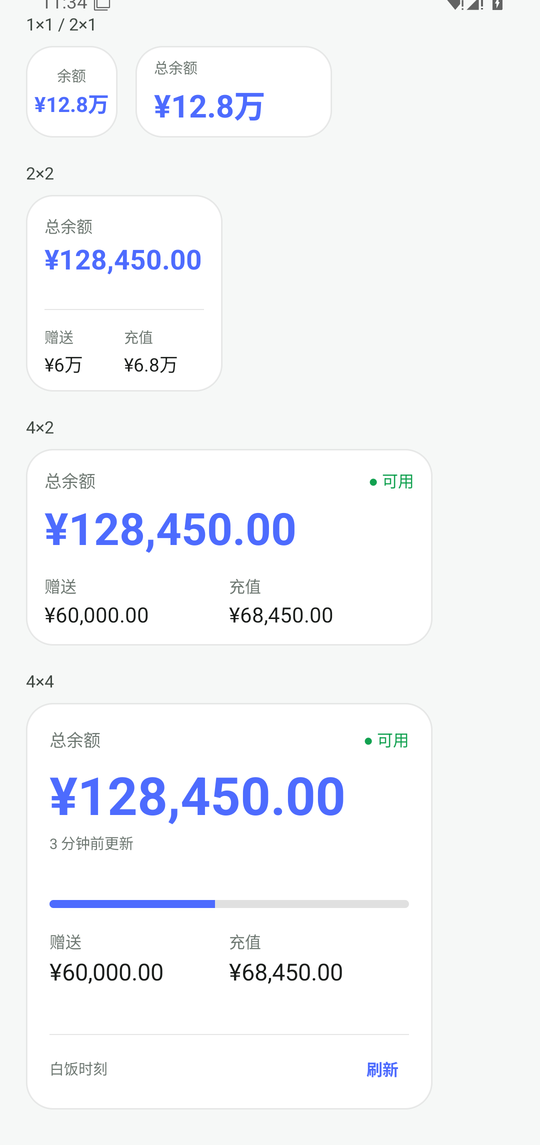 11:34
1×1 / 2×1
余额
¥12.8万
总余额
¥12.8万
2×2
总余额
¥128,450.00
赠送 充值
¥6万 ¥6.8万
4×2
总余额 可用
¥128,450.00
赠送 充值
¥60,000.00 ¥68,450.00
4×4
总余额 可用
¥128,450.00
3 分钟前更新
赠送 充值
¥60,000.00 ¥68,450.00
白饭时刻 刷新